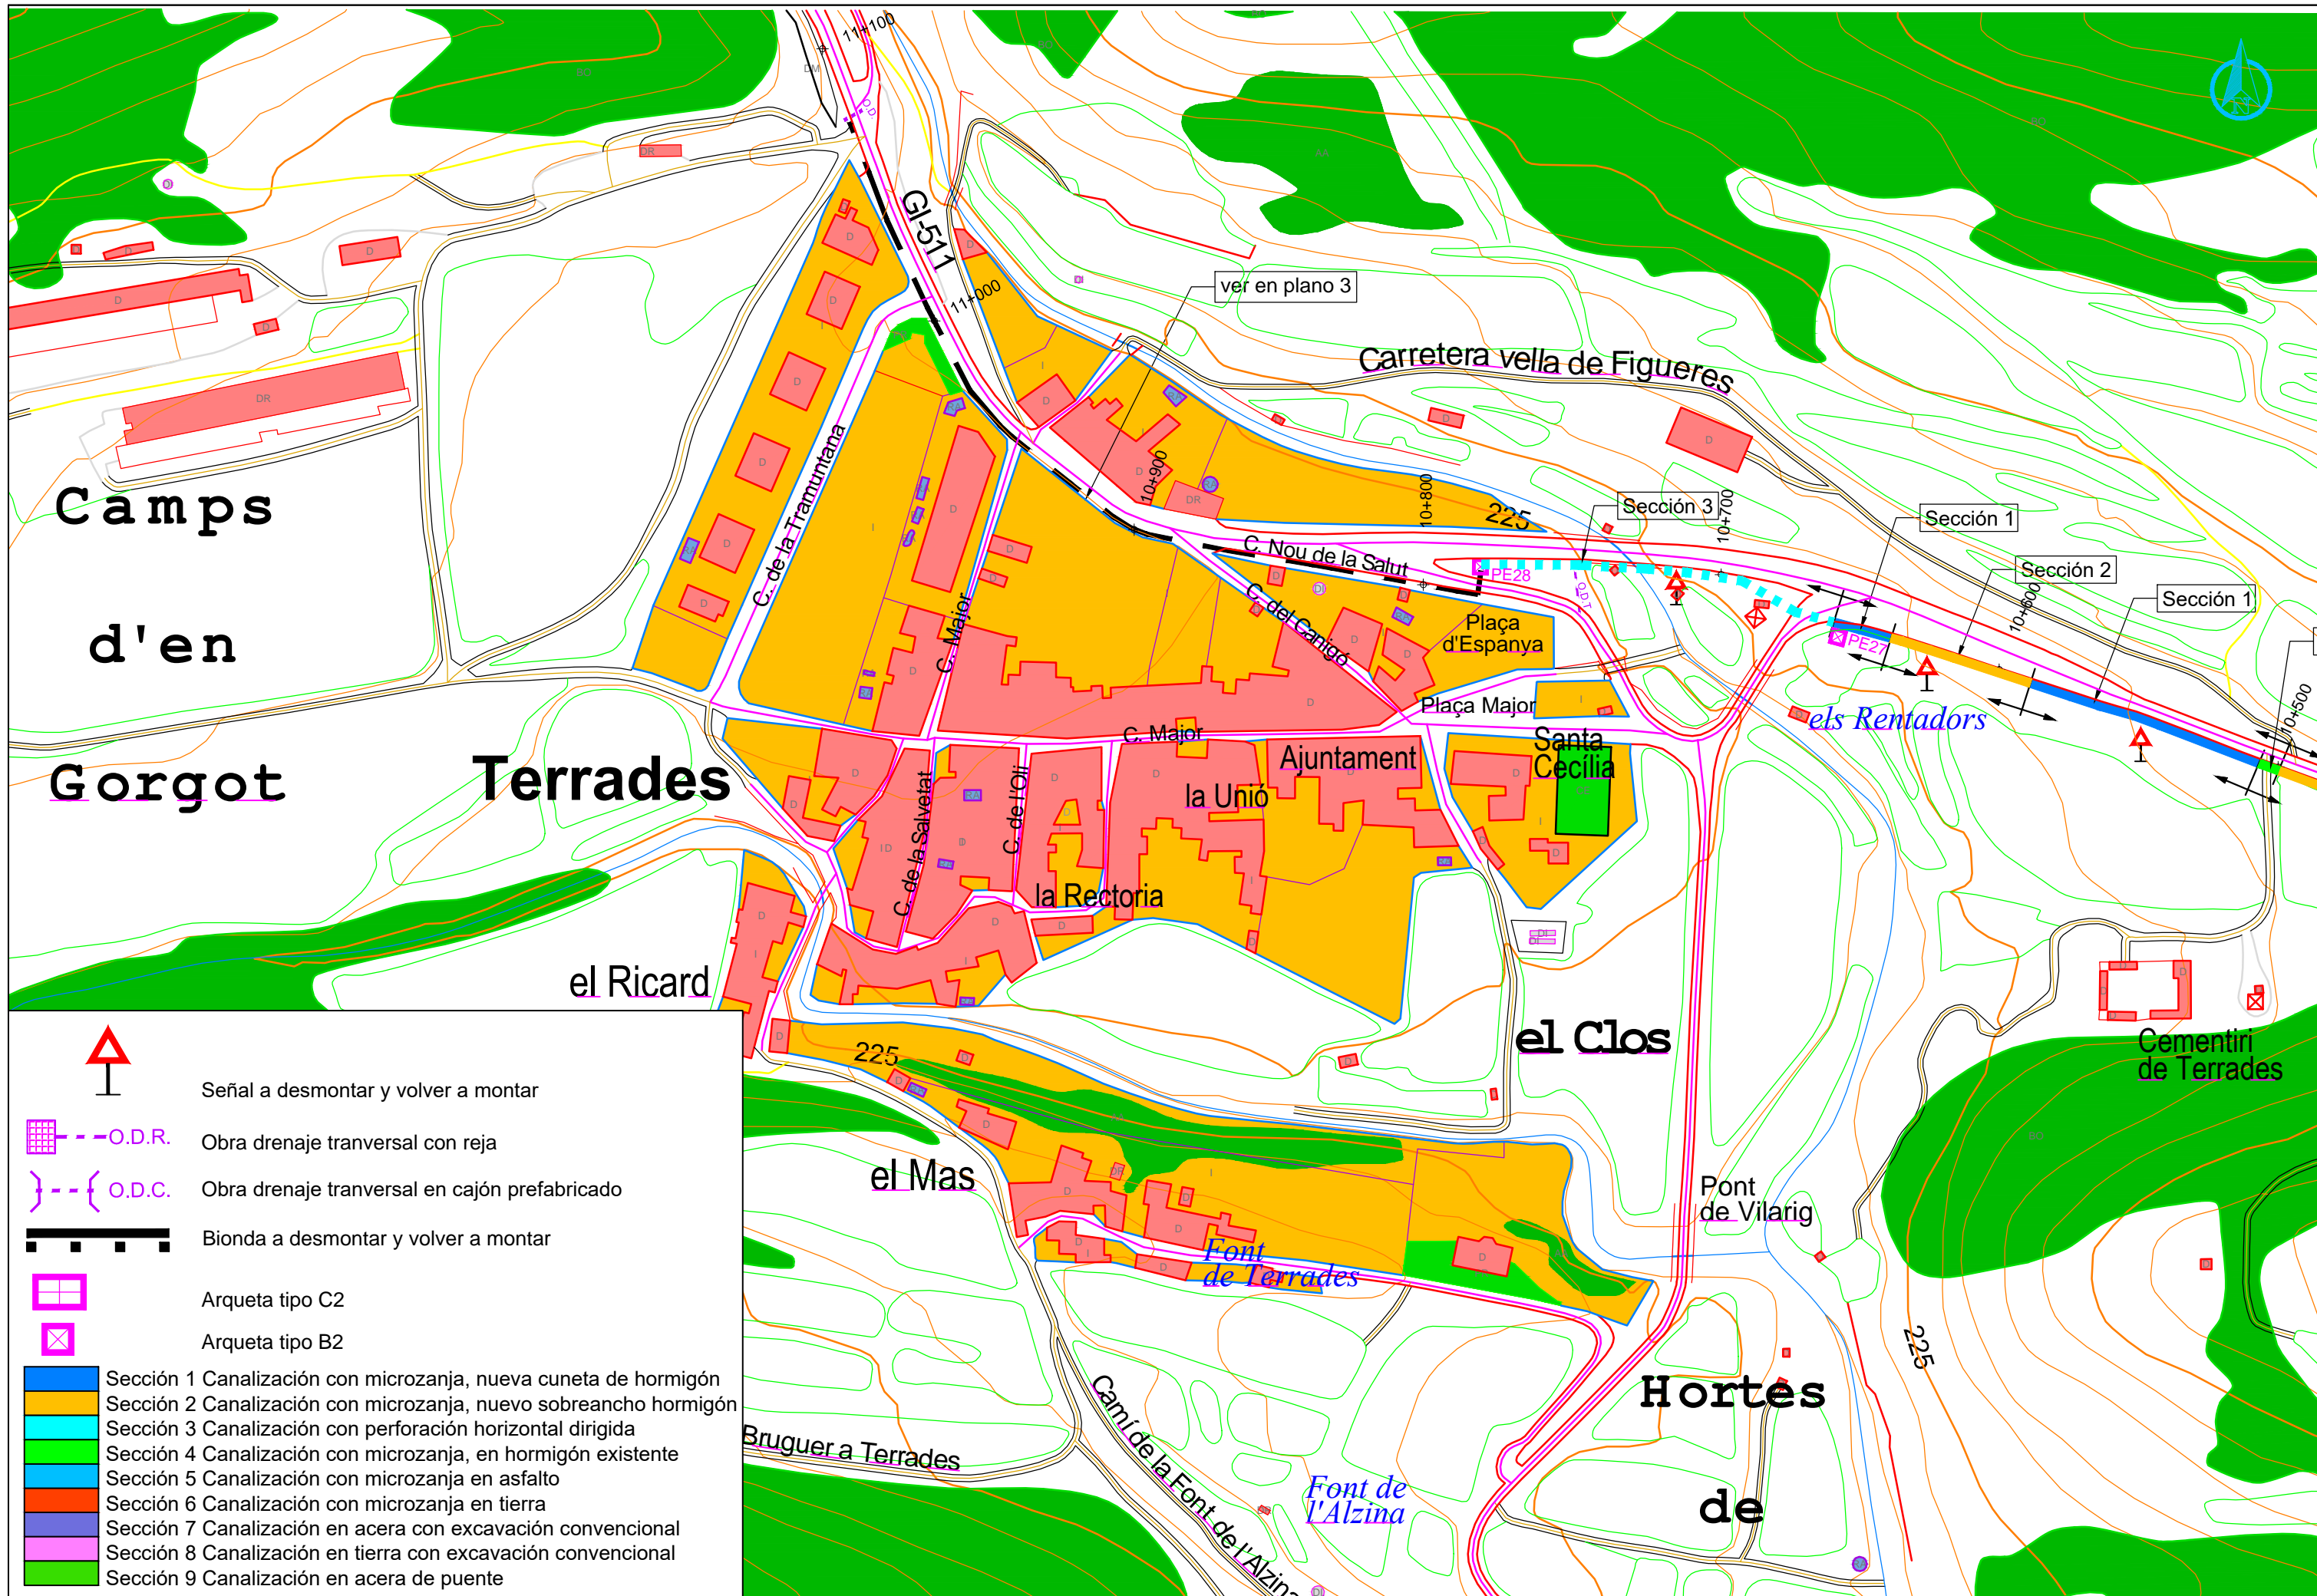 11+100
DM
O.D.
N
GI-511
11+000
ver en plano 3
Carretera vella de Figueres
Camps
d'en
Gorgot
C. de la Tramuntana
C. Major
10+900
10+800
225
Sección 3
10+700
Sección 1
Sección 2
10+600
Sección 1
10+500
C. Nou de la Salut
PE28
O.D.T
PE27
C. del Canigó
Plaça
d'Espanya
Plaça Major
els Rentadors
Terrades
C. Major
Ajuntament
Santa
Cecília
la Unió
C. de la Salvetat
C. de l'Oli
la Rectoria
el Ricard
el Clos
Cementiri
de Terrades
225
el Mas
Pont
de Vilarig
Font
de Terrades
225
Hortes
de
Bruguer a Terrades
Camí de la Font de l'Alzina
Font de
l'Alzina
Señal a desmontar y volver a montar
O.D.R.
Obra drenaje tranversal con reja
O.D.C.
Obra drenaje tranversal en cajón prefabricado
Bionda a desmontar y volver a montar
Arqueta tipo C2
Arqueta tipo B2
Sección 1 Canalización con microzanja, nueva cuneta de hormigón
Sección 2 Canalización con microzanja, nuevo sobreancho hormigón
Sección 3 Canalización con perforación horizontal dirigida
Sección 4 Canalización con microzanja, en hormigón existente
Sección 5 Canalización con microzanja en asfalto
Sección 6 Canalización con microzanja en tierra
Sección 7 Canalización en acera con excavación convencional
Sección 8 Canalización en tierra con excavación convencional
Sección 9 Canalización en acera de puente